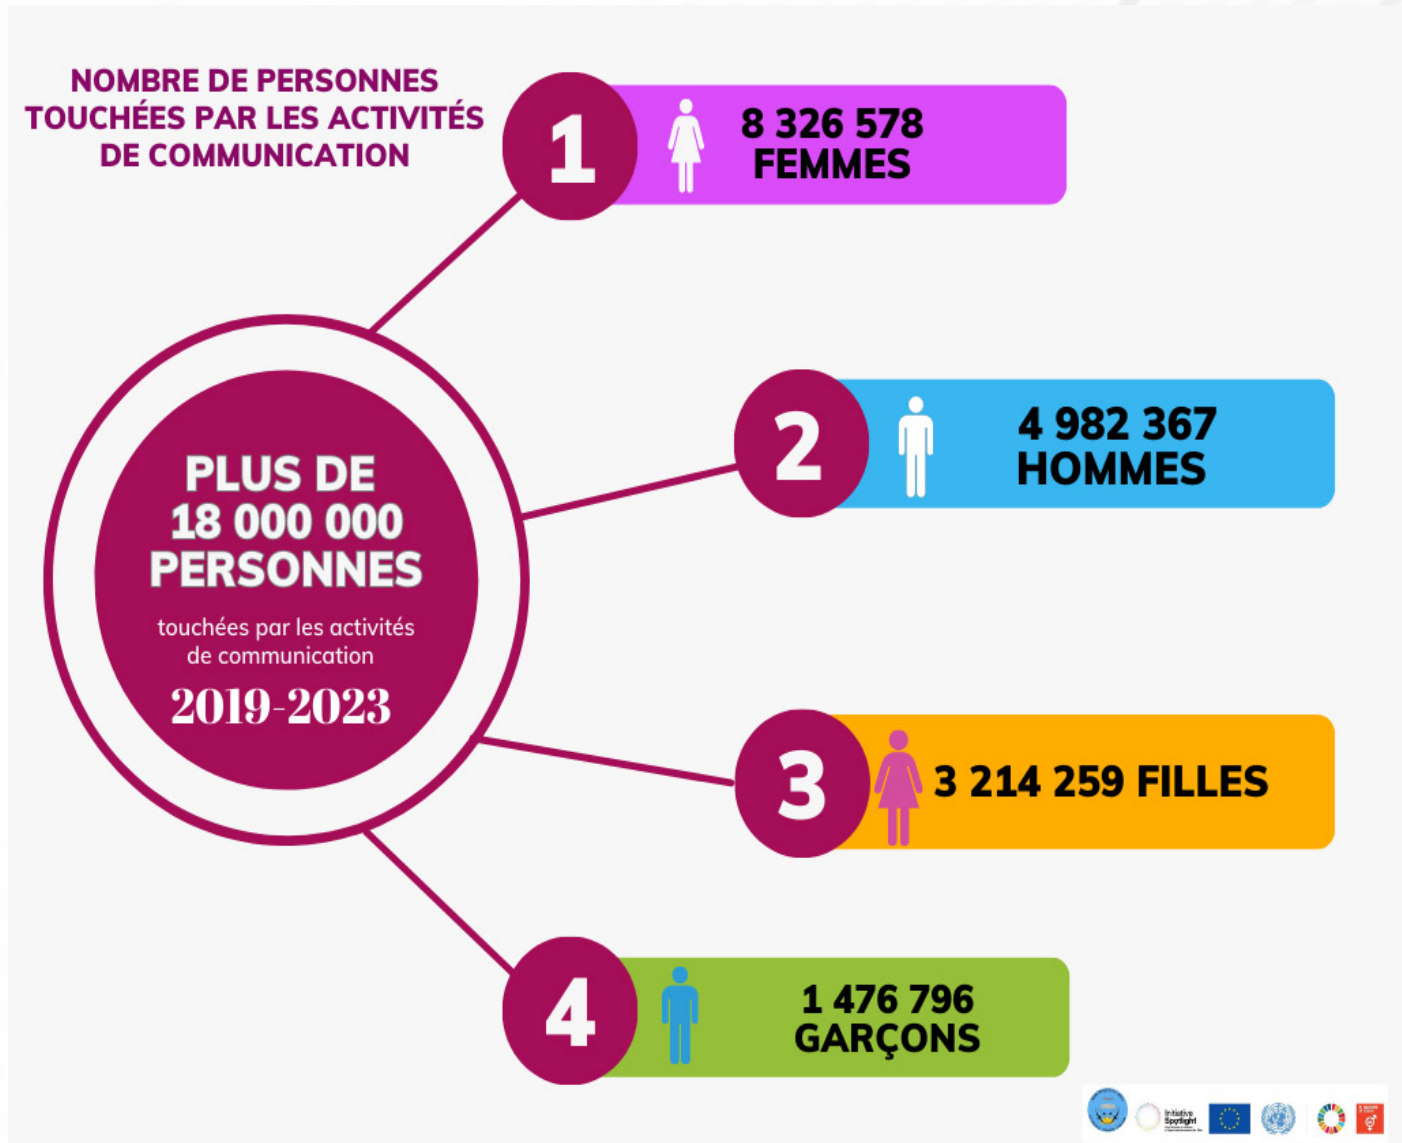 NOMBRE DE PERSONNES
TOUCHÉES PAR LES ACTIVITÉS
DE COMMUNICATION
1
8 326 578
FEMMES
2
4 982 367
HOMMES
PLUS DE
18 000 000
PERSONNES
touchées par les activités
de communication
2019-2023
3
3 214 259 FILLES
4
1 476 796
GARÇONS
Initiative
Spotlight